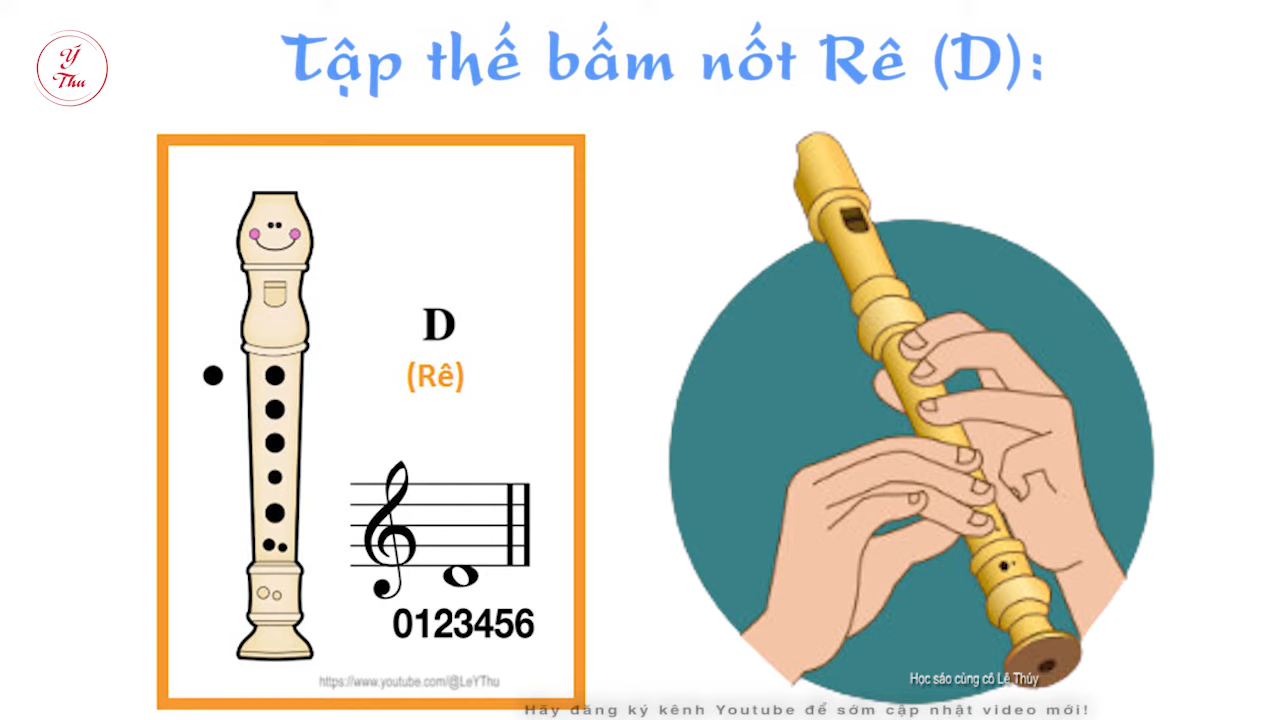 Ý
Thu
Tập thế bấm nốt Rê (D):
D
(Rê)
0123456
https://www.youtube.com/@LeYThu
Học sáo cùng cô Lê Thúy
Hãy đăng ký kênh Youtube để sớm cập nhật video mới!